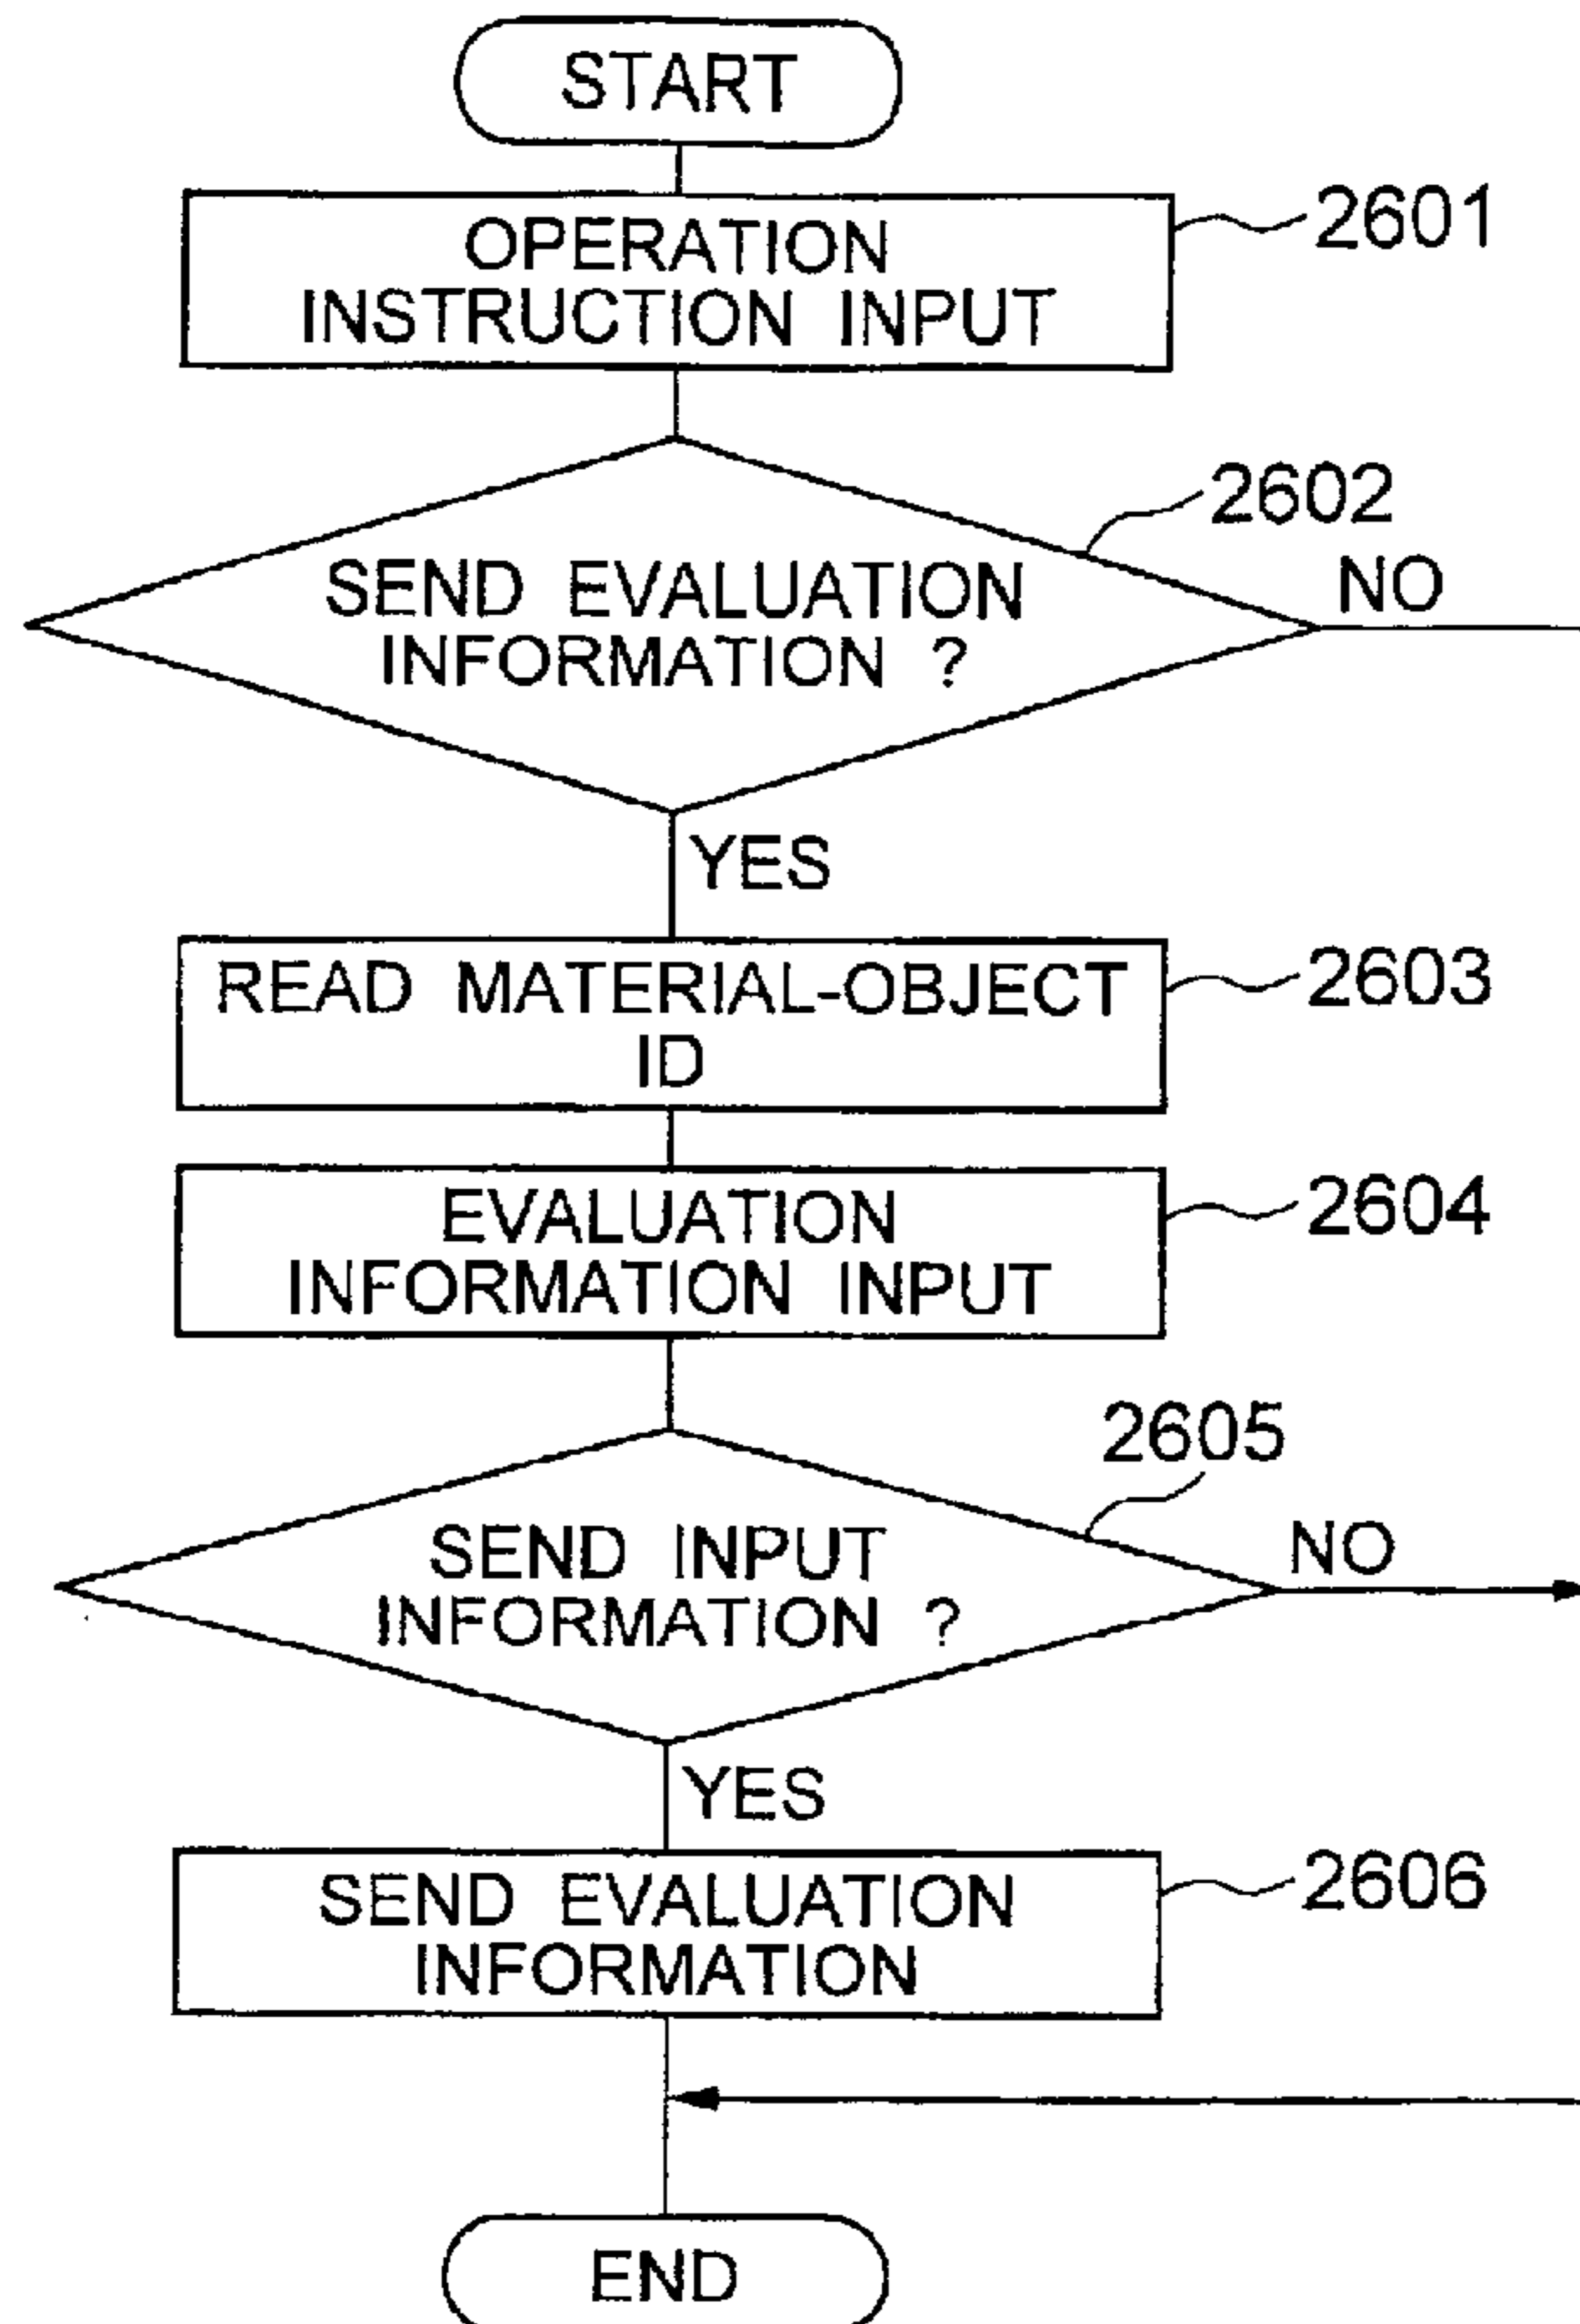 START
OPERATION
INSTRUCTION INPUT
2601
SEND EVALUATION
INFORMATION ?
2602
NO
YES
READ MATERIAL-OBJECT
ID
2603
EVALUATION
INFORMATION INPUT
2604
SEND INPUT
INFORMATION ?
2605
NO
YES
SEND EVALUATION
INFORMATION
2606
END